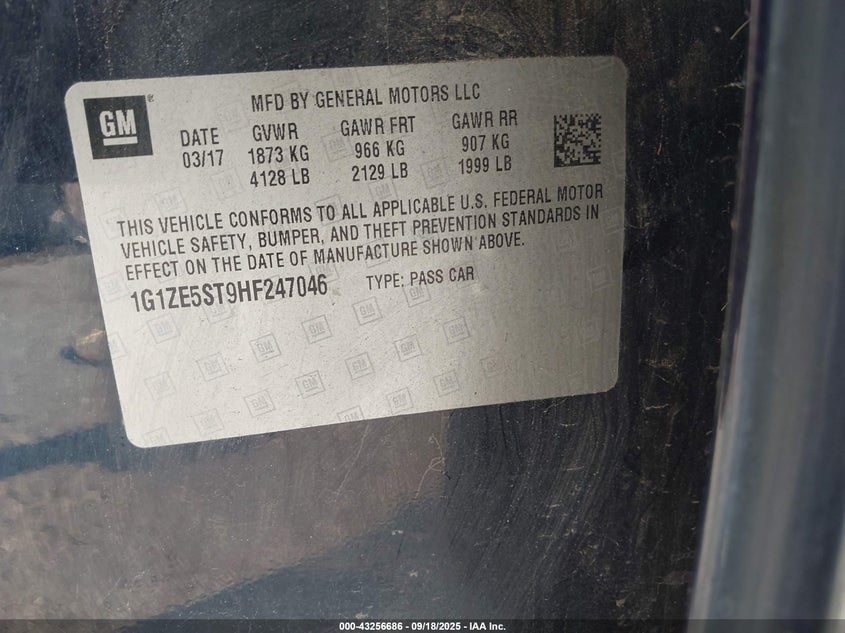 GM
MFD BY GENERAL MOTORS LLC
DATE GVWR GAWR FRT GAWR RR
03/17 1873 KG 966 KG 907 KG
4128 LB 2129 LB 1999 LB
THIS VEHICLE CONFORMS TO ALL APPLICABLE U.S. FEDERAL MOTOR
VEHICLE SAFETY, BUMPER, AND THEFT PREVENTION STANDARDS IN
EFFECT ON THE DATE OF MANUFACTURE SHOWN ABOVE.
1G1ZE5ST9HF247046 TYPE: PASS CAR
000-43256686 - 09/18/2025 - IAA Inc.